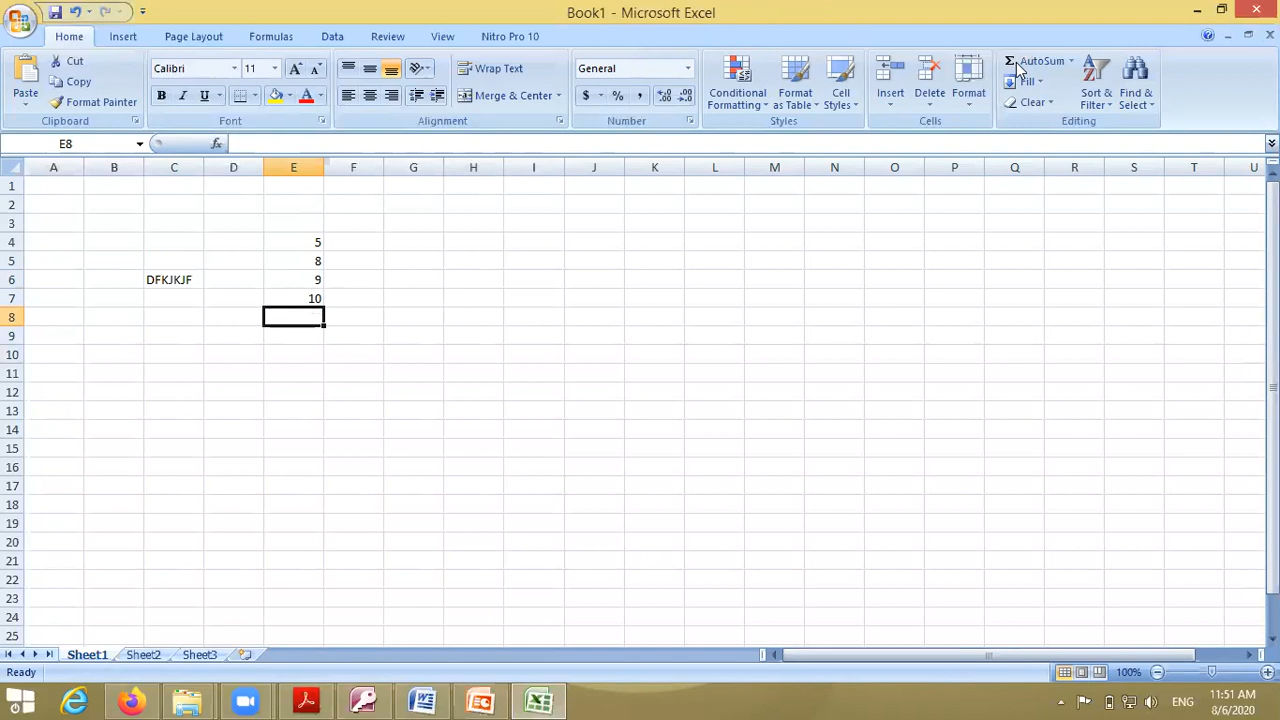 Book1 - Microsoft Excel
Home Insert Page Layout Formulas Data Review View Nitro Pro 10
Paste Cut Copy Format Painter Clipboard
Calibri 11 A A B I U A Font
Wrap Text Merge & Center Alignment
General $ % , .0 .00 .00 .0 Number
Conditional Formatting Format as Table Cell Styles Styles
Insert Delete Format Cells
Σ AutoSum Fill Clear Sort & Filter Find & Select Editing
E8 fx
A B C D E F G H I J K L M N O P Q R S T U
1
2
3
4 5
5 8
6 DFKJKJF 9
7 10
8
9
10
11
12
13
14
15
16
17
18
19
20
21
22
23
24
25
Sheet1 Sheet2 Sheet3
Ready 100%
ENG 11:51 AM
8/6/2020